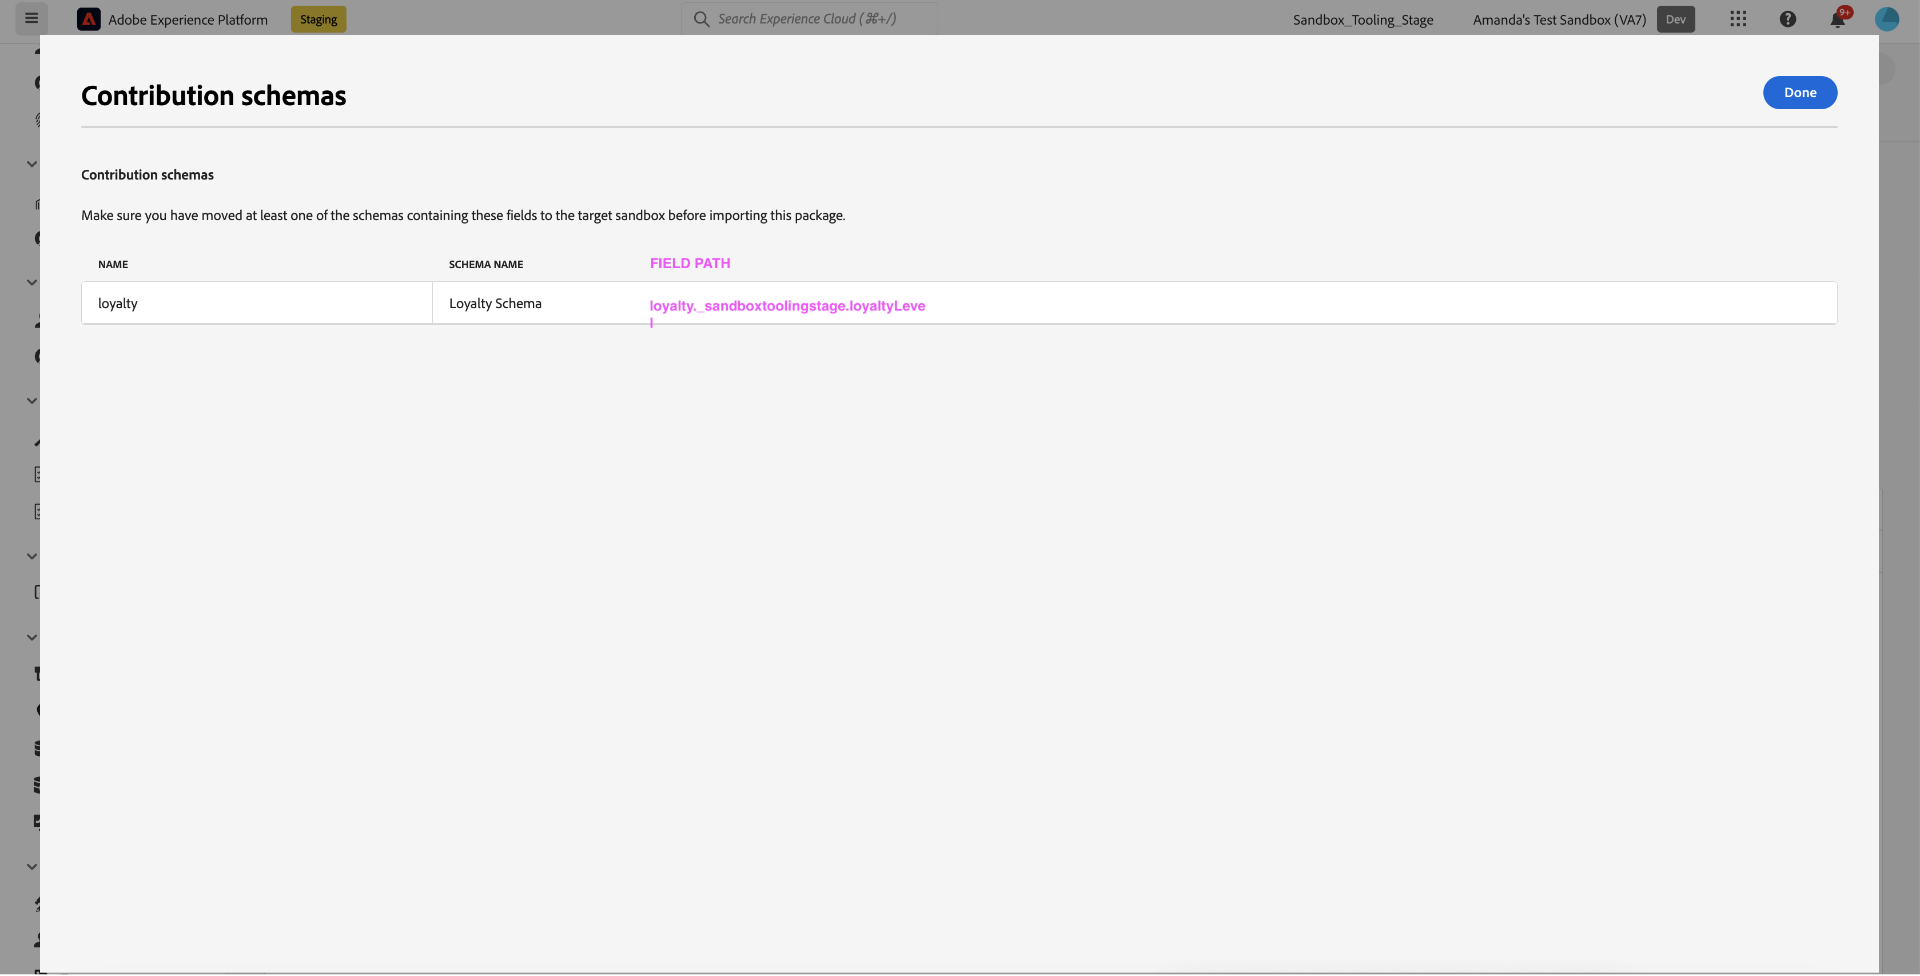 Adobe Experience Platform
Staging
Search Experience Cloud (⌘+/)
Sandbox_Tooling_Stage
Amanda's Test Sandbox (VA7)
Dev
9+
Contribution schemas
Done
Contribution schemas
Make sure you have moved at least one of the schemas containing these fields to the target sandbox before importing this package.
NAME
SCHEMA NAME
FIELD PATH
loyalty
Loyalty Schema
loyalty._sandboxtoolingstage.loyaltyLeve
l